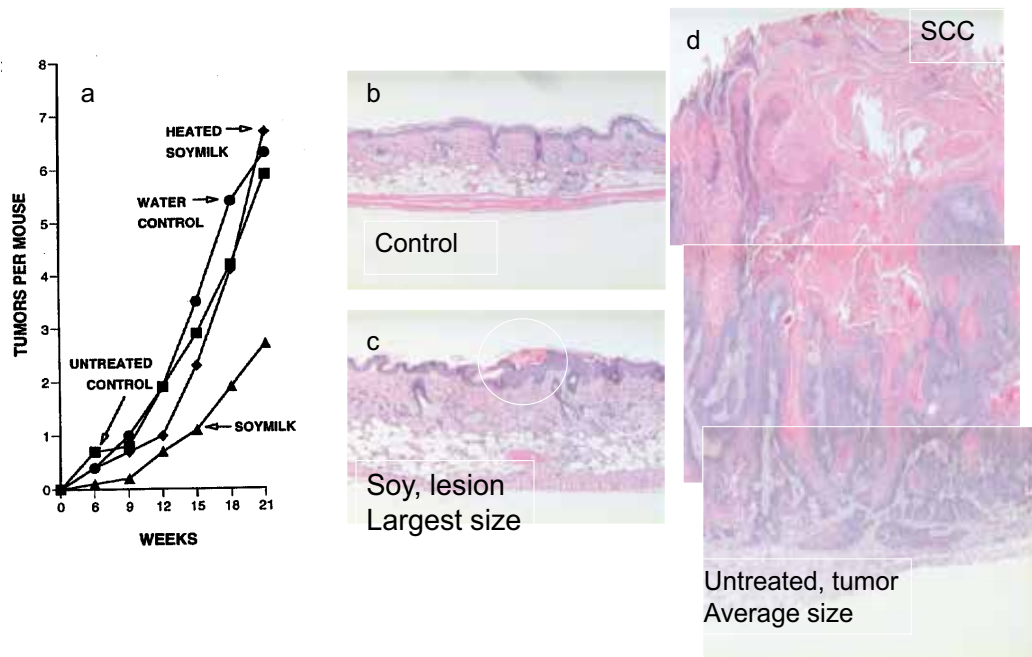 a
8
7
6
5
4
3
2
1
0
TUMORS PER MOUSE
HEATED
SOYMILK
WATER
CONTROL
UNTREATED
CONTROL
SOYMILK
0 6 9 12 15 18 21
WEEKS
b
Control
c
Soy, lesion
Largest size
d
SCC
Untreated, tumor
Average size